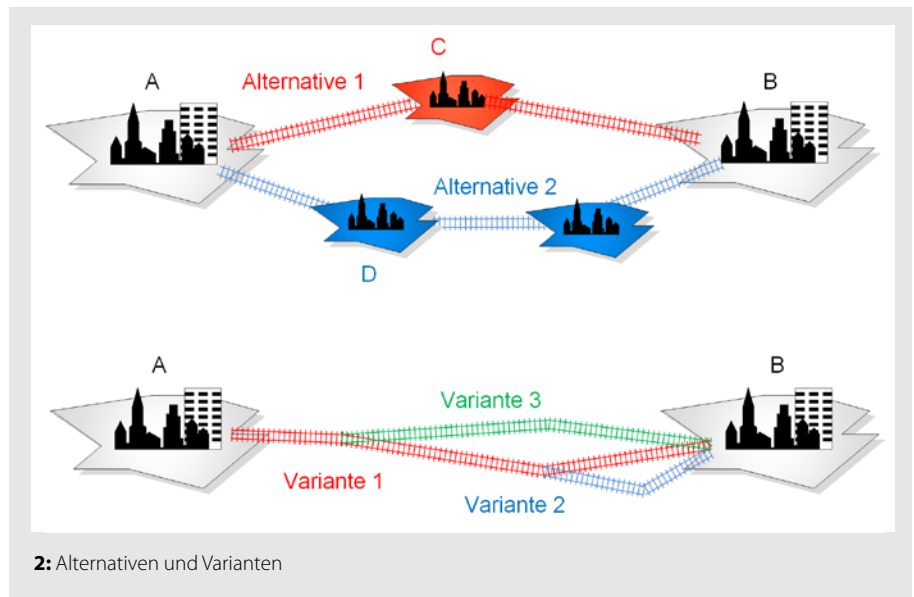 C
A
Alternative 1
B
Alternative 2
D
A
B
Variante 3
Variante 1
Variante 2
2: Alternativen und Varianten